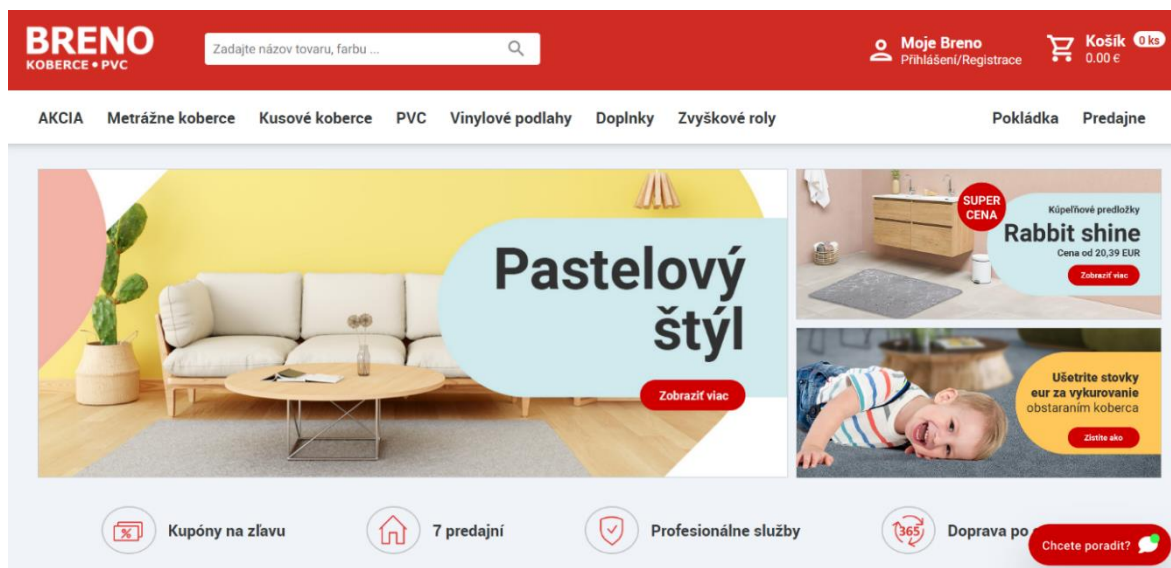 BRENO
KOBERCE • PVC
Zadajte názov tovaru, farbu ...
Moje Breno
Přihlášení/Registrace
Košík 0 ks
0.00 €
AKCIA Metrážne koberce Kusové koberce PVC Vinylové podlahy Doplnky Zvyškové roly Pokládka Predajne
Pastelový
štýl
Zobraziť viac
SUPER
CENA
Kúpeľňové predložky
Rabbit shine
Cena od 20,39 EUR
Zobraziť viac
Ušetrite stovky
eur za vykurovanie
obstaraním koberca
Zistite ako
Kupóny na zľavu
7 predajní
Profesionálne služby
365
Doprava po
Chcete poradit?